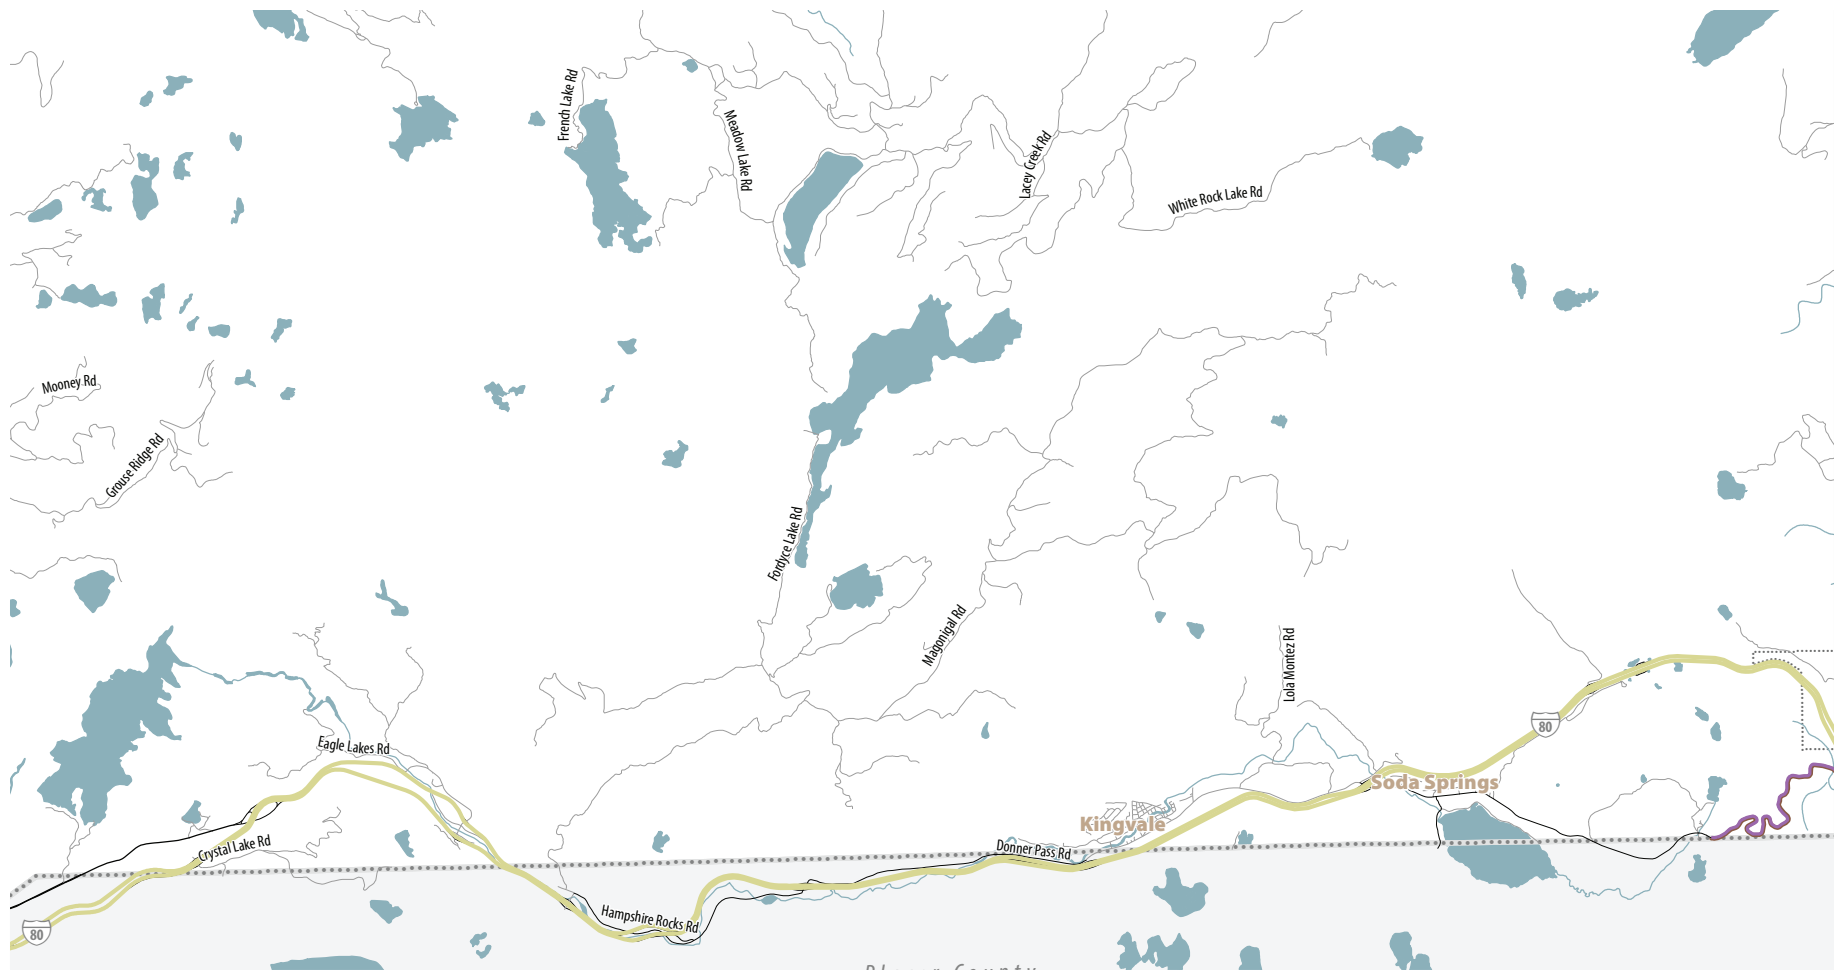 French Lake Rd
Meadow Lake Rd
Lacey Creek Rd
White Rock Lake Rd
Mooney Rd
Grouse Ridge Rd
Fordyce Lake Rd
Magonigal Rd
Lola Montez Rd
80
Eagle Lakes Rd
Soda Springs
Kingvale
Crystal Lake Rd
Donner Pass Rd
Hampshire Rocks Rd
80
County